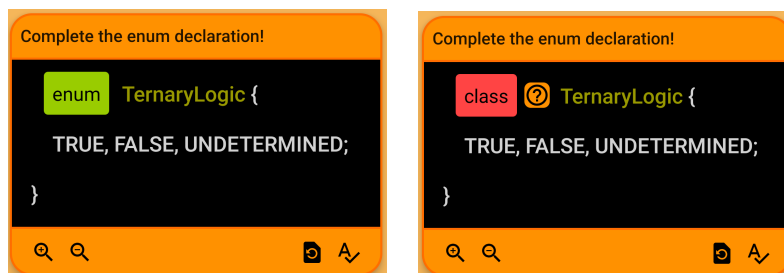 Complete the enum declaration!
enum TernaryLogic {
TRUE, FALSE, UNDETERMINED;
}
Complete the enum declaration!
class TernaryLogic {
TRUE, FALSE, UNDETERMINED;
}